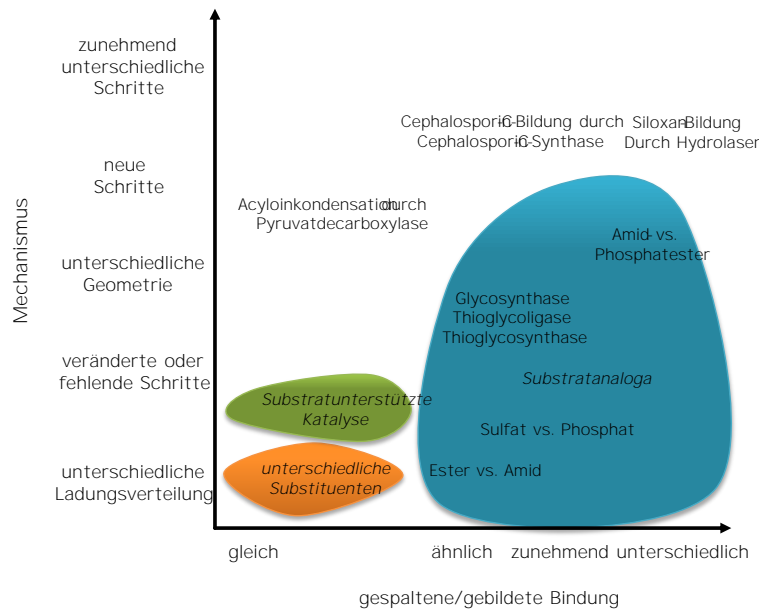 zunehmend
unterschiedliche
Schritte
neue
Schritte
unterschiedliche
Geometrie
veränderte oder
fehlende Schritte
unterschiedliche
Ladungsverteilung
Mechanismus
Cephalosporin-C-Bildung durch
Cephalosporin-C-Synthase
Siloxan-Bildung
Durch Hydrolasen
Acyloinkondensation durch
Pyruvatdecarboxylase
Amid- vs.
Phosphatester
Glycosynthase
Thioglycoligase
Thioglycosynthase
Substratanaloga
Substratunterstützte
Katalyse
Sulfat vs. Phosphat
unterschiedliche
Substituenten
Ester vs. Amid
gleich
ähnlich
zunehmend unterschiedlich
gespaltene/gebildete Bindung